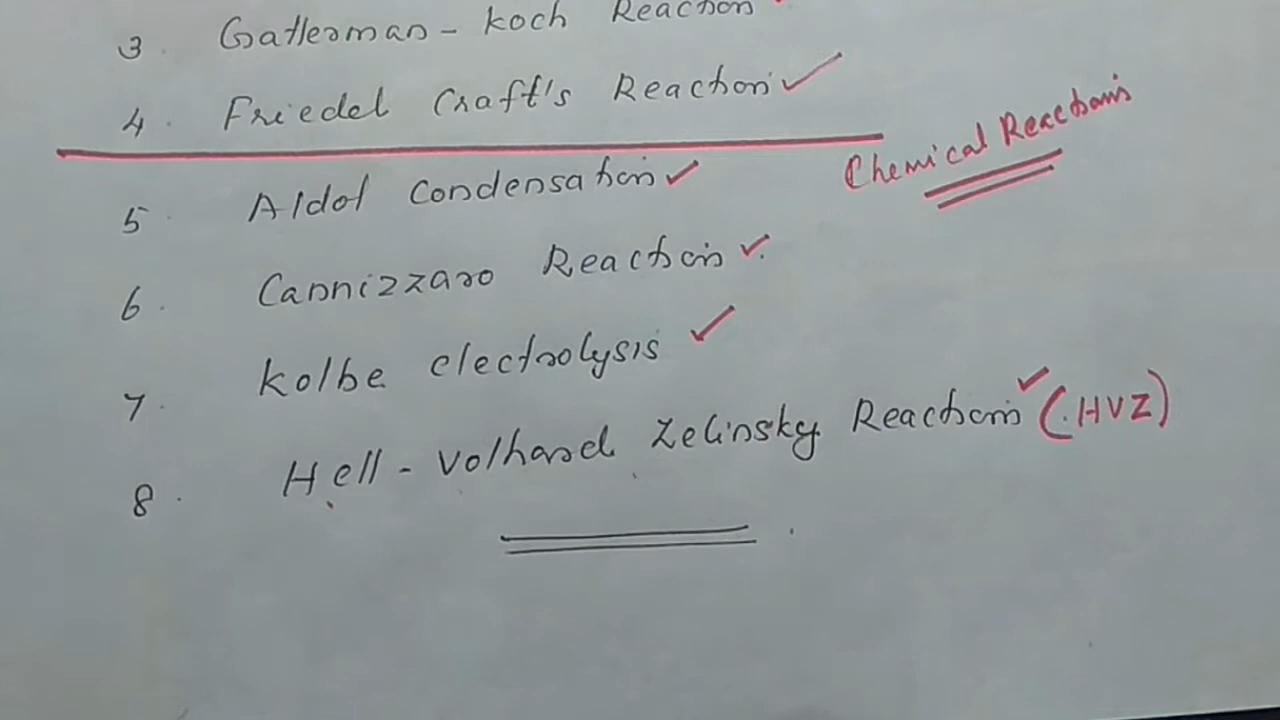 3. Gatterman - Koch Reaction
4. Friedel Craft's Reaction ✓
5. Aldol Condensation ✓
Chemical Reactions
6. Cannizzaro Reaction ✓
7. Kolbe electrolysis ✓
8. Hell - Volhard Zelinsky Reaction ✓ (HVZ)